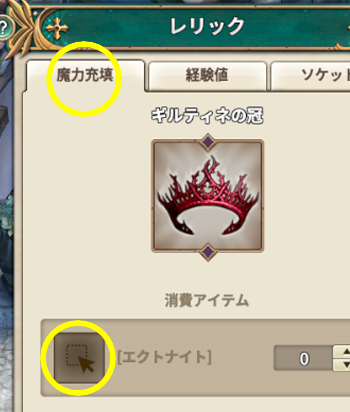 ?
レリック
魔力充填
経験値
ソケット
ギルティネの冠
消費アイテム
[エクトナイト]
0